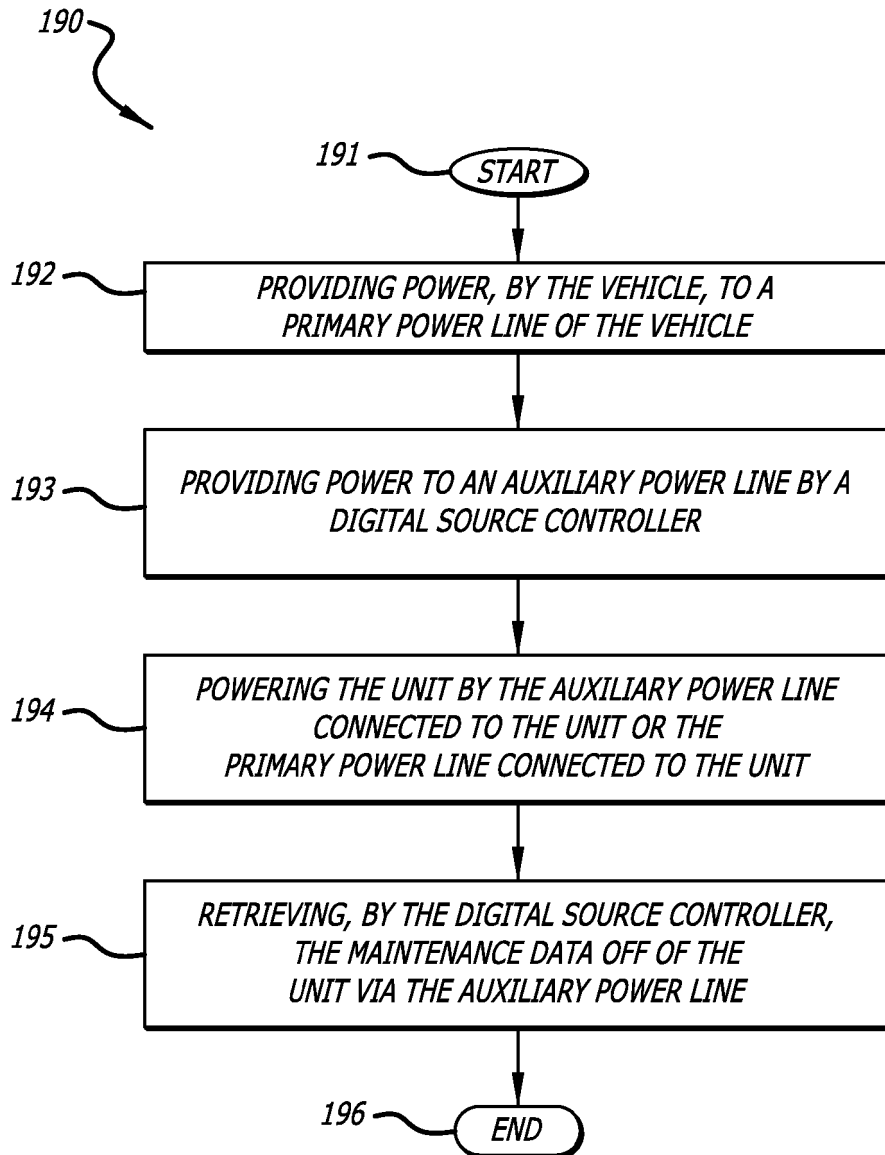 190
191
START
192
PROVIDING POWER, BY THE VEHICLE, TO A
PRIMARY POWER LINE OF THE VEHICLE
193
PROVIDING POWER TO AN AUXILIARY POWER LINE BY A
DIGITAL SOURCE CONTROLLER
194
POWERING THE UNIT BY THE AUXILIARY POWER LINE
CONNECTED TO THE UNIT OR THE
PRIMARY POWER LINE CONNECTED TO THE UNIT
195
RETRIEVING, BY THE DIGITAL SOURCE CONTROLLER,
THE MAINTENANCE DATA OFF OF THE
UNIT VIA THE AUXILIARY POWER LINE
196
END